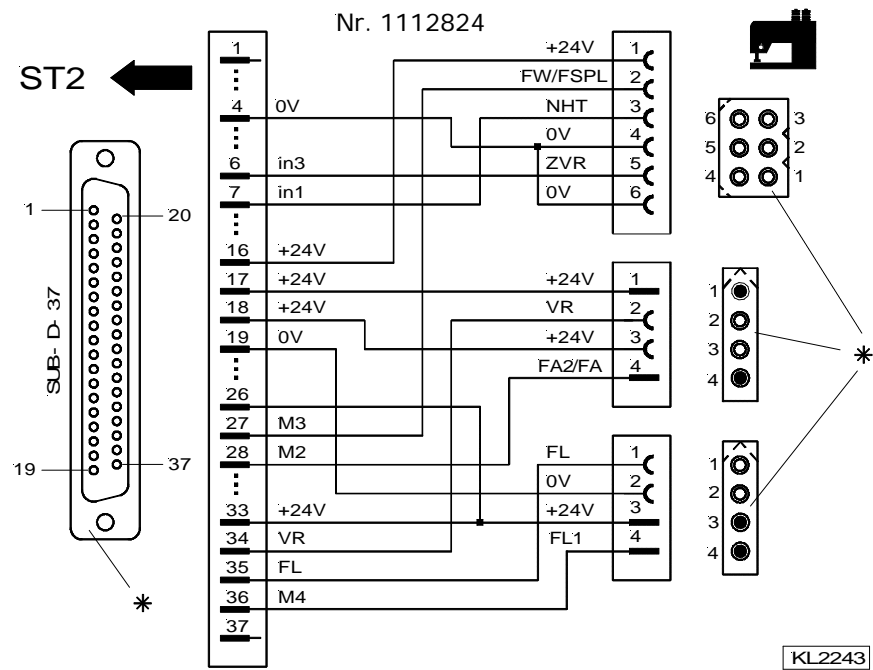 Nr. 1112824
ST2
1
4 0V
6 in3
7 in1
16 +24V
17 +24V
18 +24V
19 0V
26
27 M3
28 M2
33 +24V
34 VR
35 FL
36 M4
37
+24V 1
FW/FSPL 2
NHT 3
0V 4
ZVR 5
0V 6
+24V 1
VR 2
+24V 3
FA2/FA 4
FL 1
0V 2
+24V 3
FL1 4
1 20
SUB-D-37
19 37
*
6 3
5 2
4 1
1
2
3
4
*
1
2
3
4
KL2243